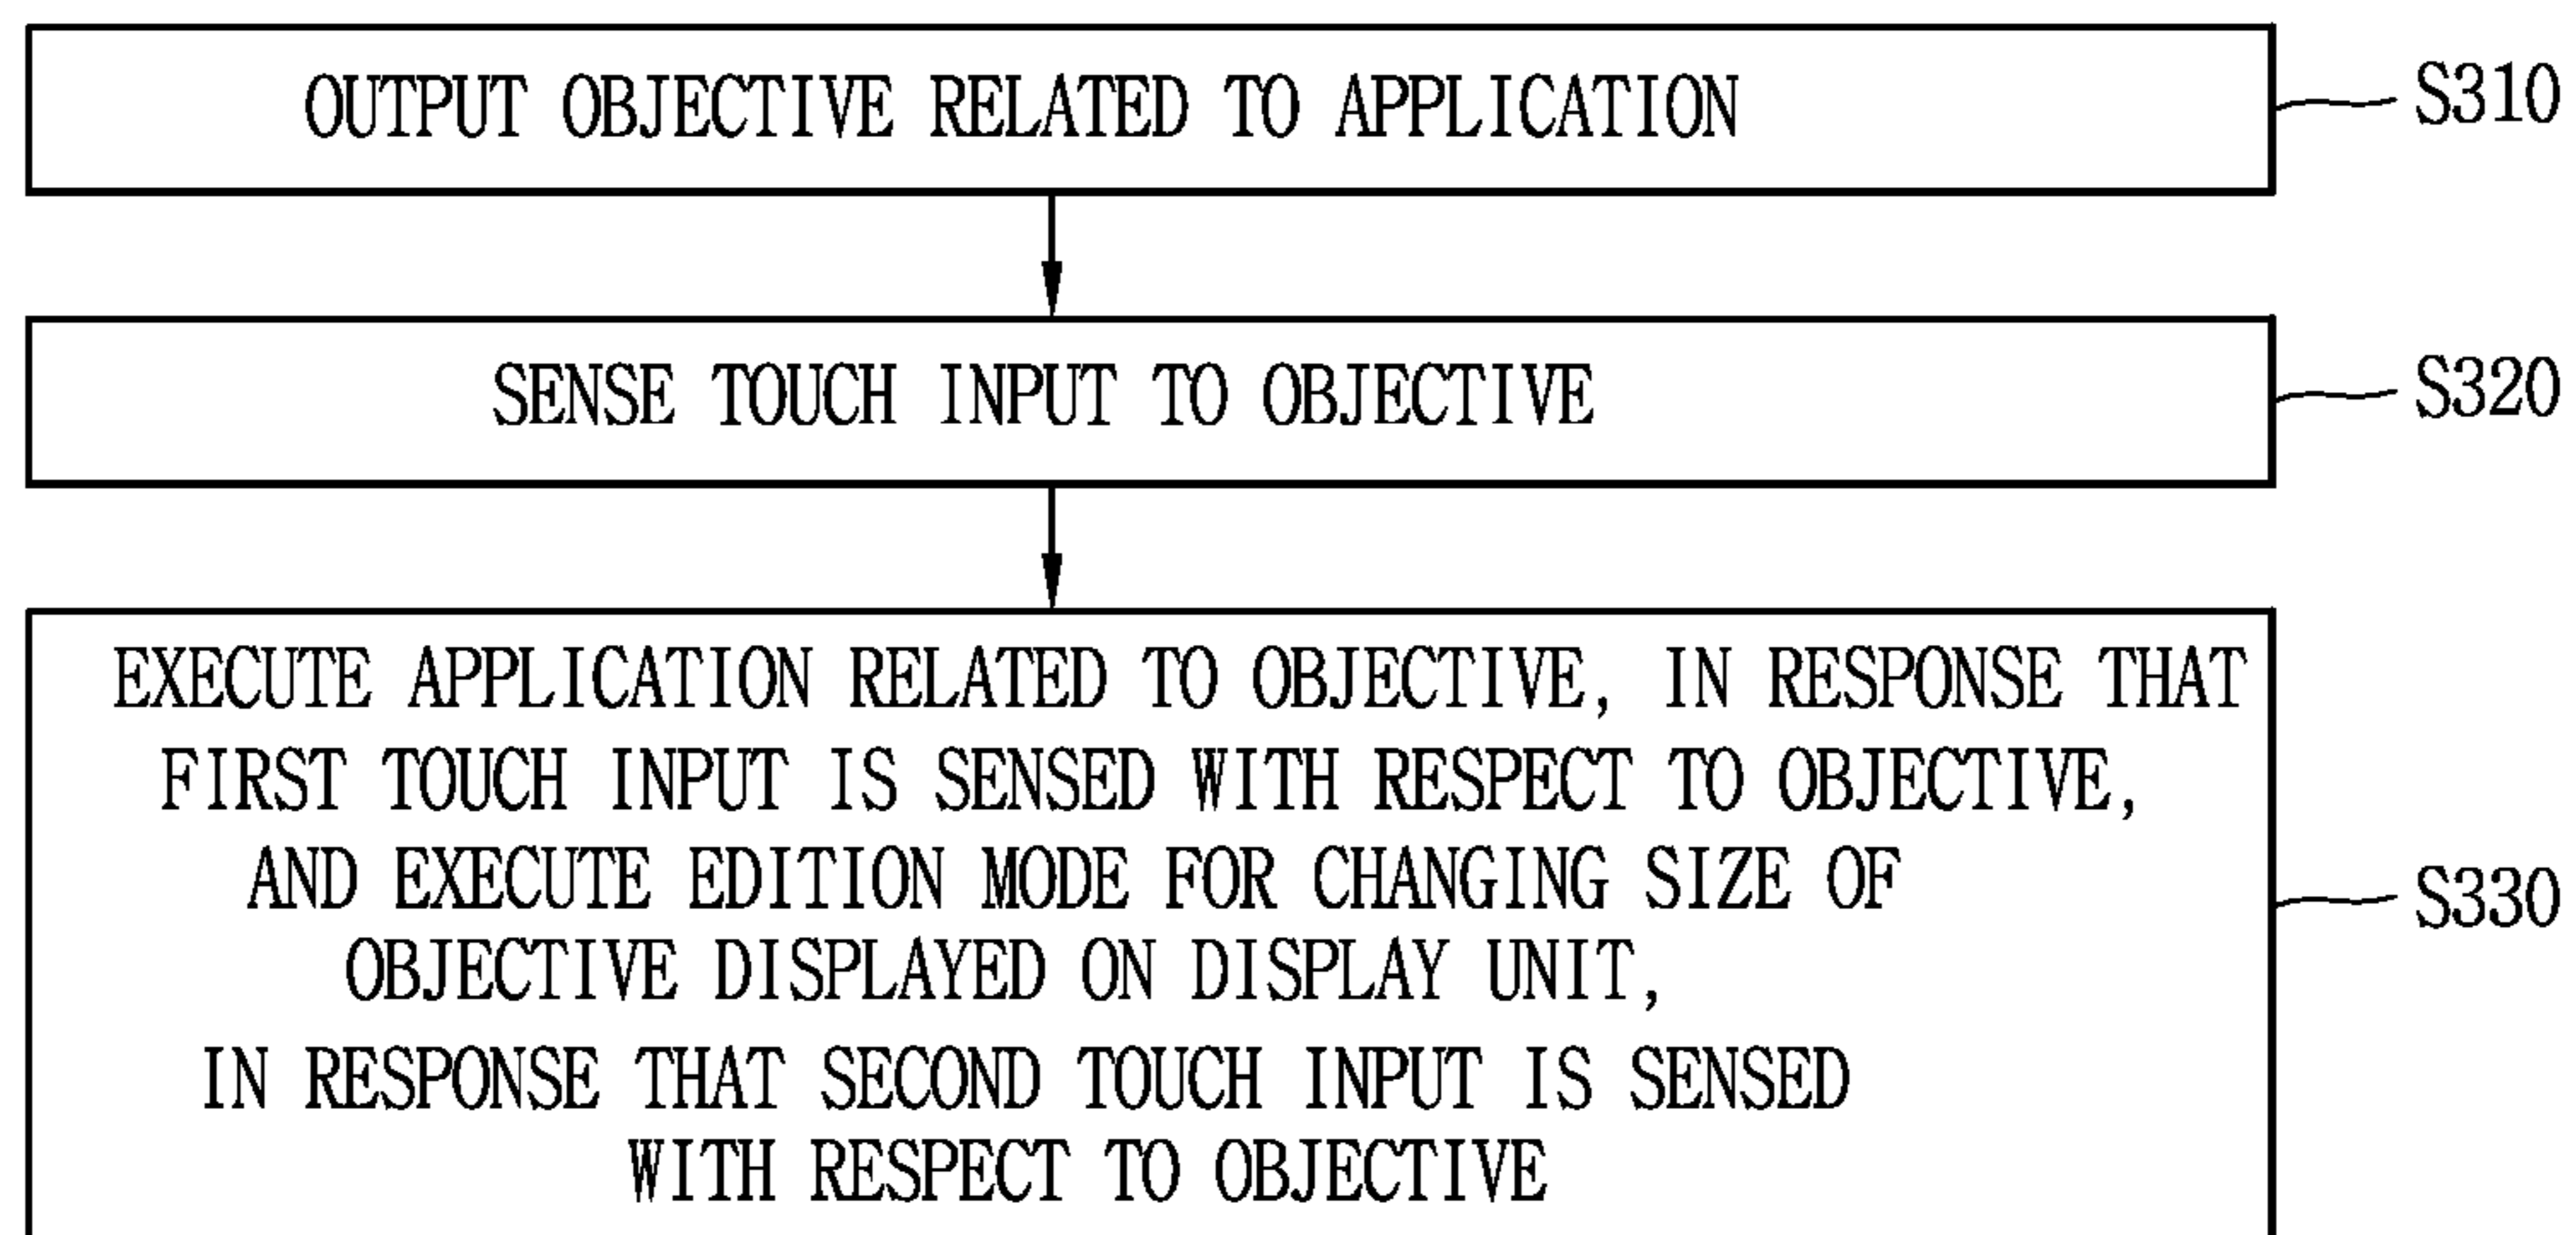 OUTPUT OBJECTIVE RELATED TO APPLICATION
S310
SENSE TOUCH INPUT TO OBJECTIVE
S320
EXECUTE APPLICATION RELATED TO OBJECTIVE, IN RESPONSE THAT
FIRST TOUCH INPUT IS SENSED WITH RESPECT TO OBJECTIVE,
AND EXECUTE EDITION MODE FOR CHANGING SIZE OF
OBJECTIVE DISPLAYED ON DISPLAY UNIT,
IN RESPONSE THAT SECOND TOUCH INPUT IS SENSED
WITH RESPECT TO OBJECTIVE
S330